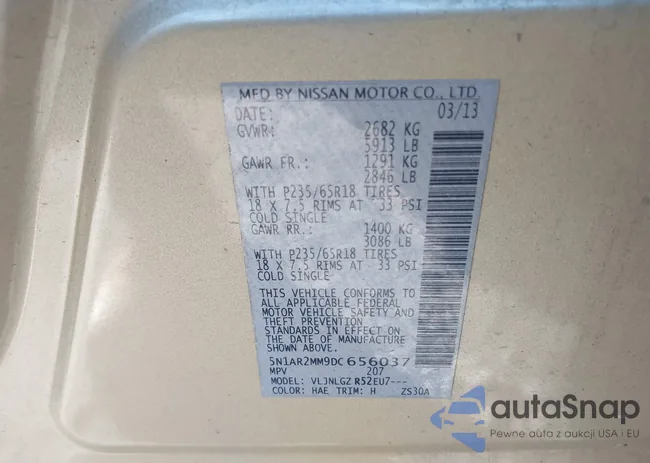 MFD BY NISSAN MOTOR CO., LTD.
DATE: 03/13
GVWR: 2682 KG
5913 LB
GAWR FR.: 1291 KG
2846 LB
WITH P235/65R18 TIRES
18 X 7.5 RIMS AT 33 PSI
COLD SINGLE
GAWR RR.: 1400 KG
3086 LB
WITH P235/65R18 TIRES
18 X 7.5 RIMS AT 33 PSI
COLD SINGLE
THIS VEHICLE CONFORMS TO
ALL APPLICABLE FEDERAL
MOTOR VEHICLE SAFETY AND
THEFT PREVENTION
STANDARDS IN EFFECT ON
THE DATE OF MANUFACTURE
SHOWN ABOVE.
5N1AR2MM9DC656037
MPV 207
MODEL: VLJNLGZ R52EU7---
COLOR: HAE TRIM: H ZS30A
autoSnap
Pewne auta z aukcji USA i EU